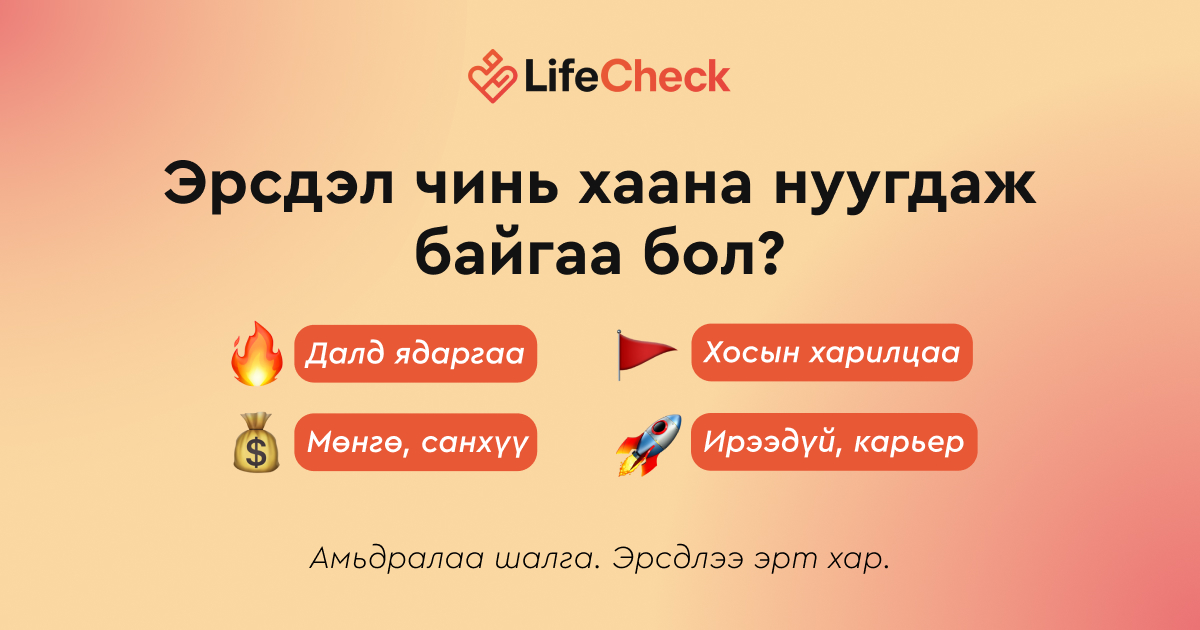 LifeCheck
Эрсдэл чинь хаана нуугдаж
байгаа бол?
Далд ядаргаа
Хосын харилцаа
Мөнгө, санхүү
Ирээдүй, карьер
Амьдралаа шалга. Эрсдлээ эрт хар.